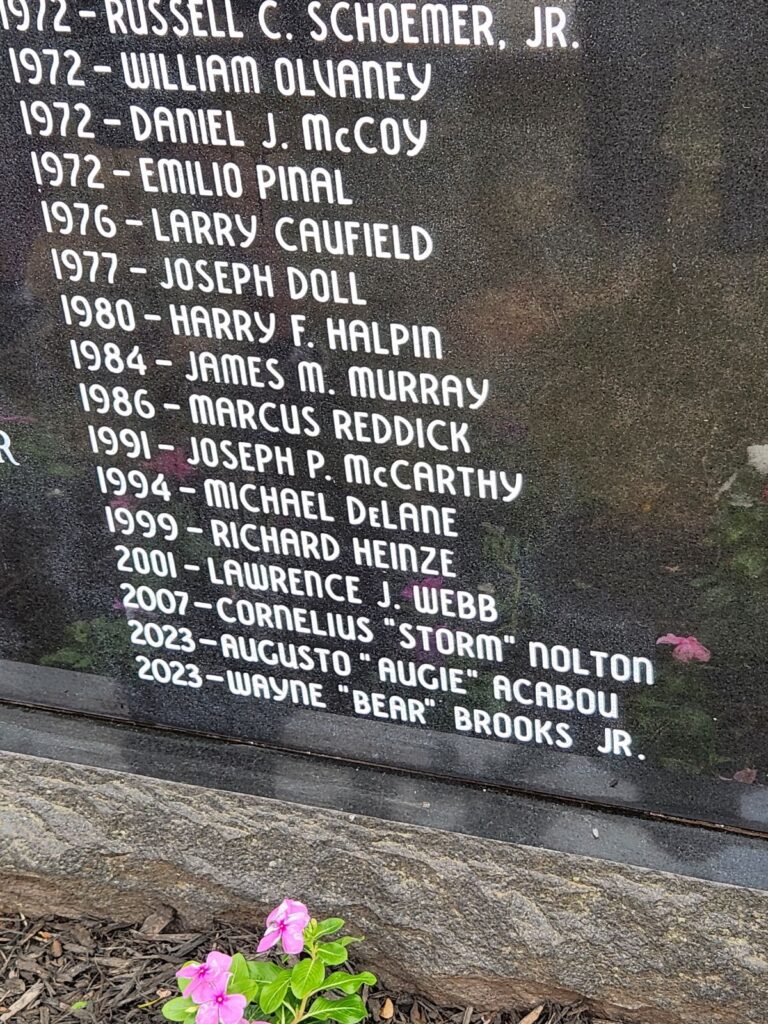 1972 - RUSSELL C. SCHOEMER, JR.
1972 - WILLIAM OLVANEY
1972 - DANIEL J. McCOY
1972 - EMILIO PINAL
1976 - LARRY CAUFIELD
1977 - JOSEPH DOLL
1980 - HARRY F. HALPIN
1984 - JAMES M. MURRAY
1986 - MARCUS REDDICK
1991 - JOSEPH P. McCARTHY
1994 - MICHAEL DeLANE
1999 - RICHARD HEINZE
2001 - LAWRENCE J. WEBB
2007 - CORNELIUS "STORM" NOLTON
2023 - AUGUSTO "AUGIE" ACABOU
2023 - WAYNE "BEAR" BROOKS JR.